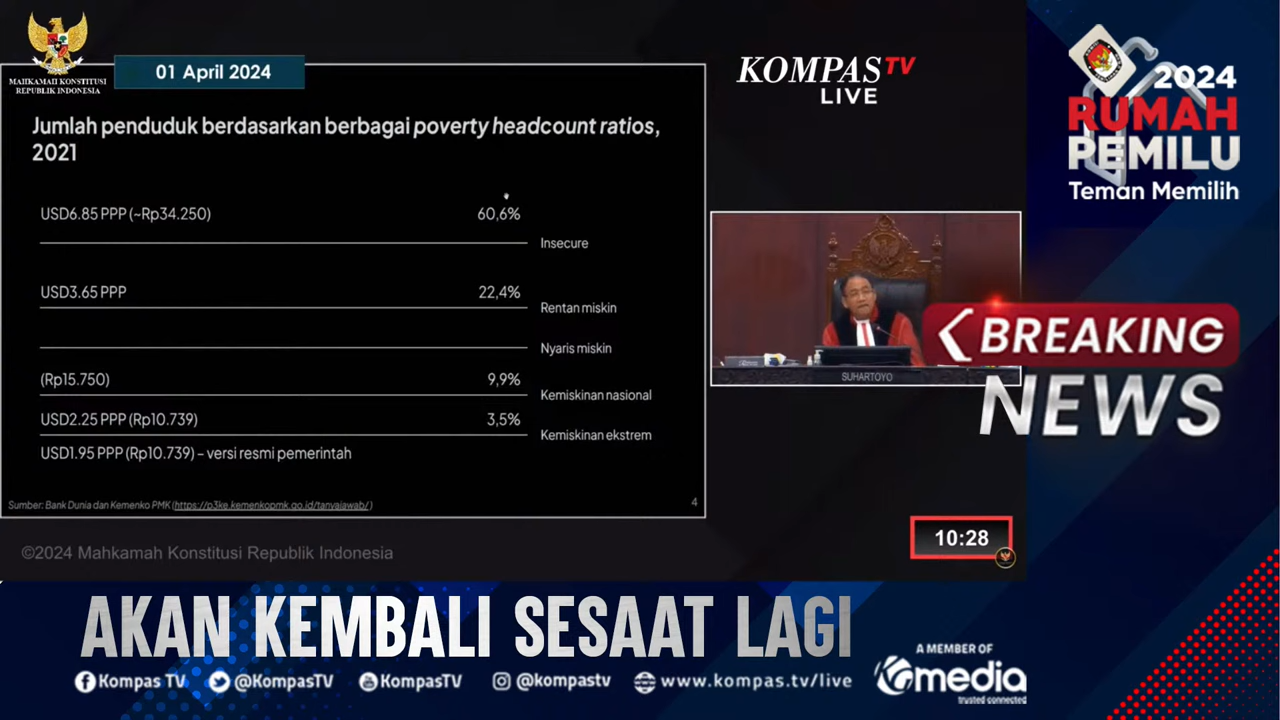 MAHKAMAH KONSTITUSI
REPUBLIK INDONESIA
01 April 2024
Jumlah penduduk berdasarkan berbagai poverty headcount ratios,
2021
USD6.85 PPP (~Rp34.250) 60,6%
Insecure
USD3.65 PPP 22,4%
Rentan miskin
Nyaris miskin
(Rp15.750) 9,9%
Kemiskinan nasional
USD2.25 PPP (Rp10.739) 3,5%
Kemiskinan ekstrem
USD1.95 PPP (Rp10.739) – versi resmi pemerintah
Sumber: Bank Dunia dan Kemenko PMK (https://p3ke.kemenkopmk.go.id/tanyajawab/)
4
©2024 Mahkamah Konstitusi Republik Indonesia
KOMPAS TV
LIVE
SUHARTOYO
10:28
2024
RUMAH
PEMILU
Teman Memilih
BREAKING
NEWS
AKAN KEMBALI SESAAT LAGI
Kompas TV @KompasTV KompasTV @kompastv www.kompas.tv/live
A MEMBER OF
KGmedia
trusted connected